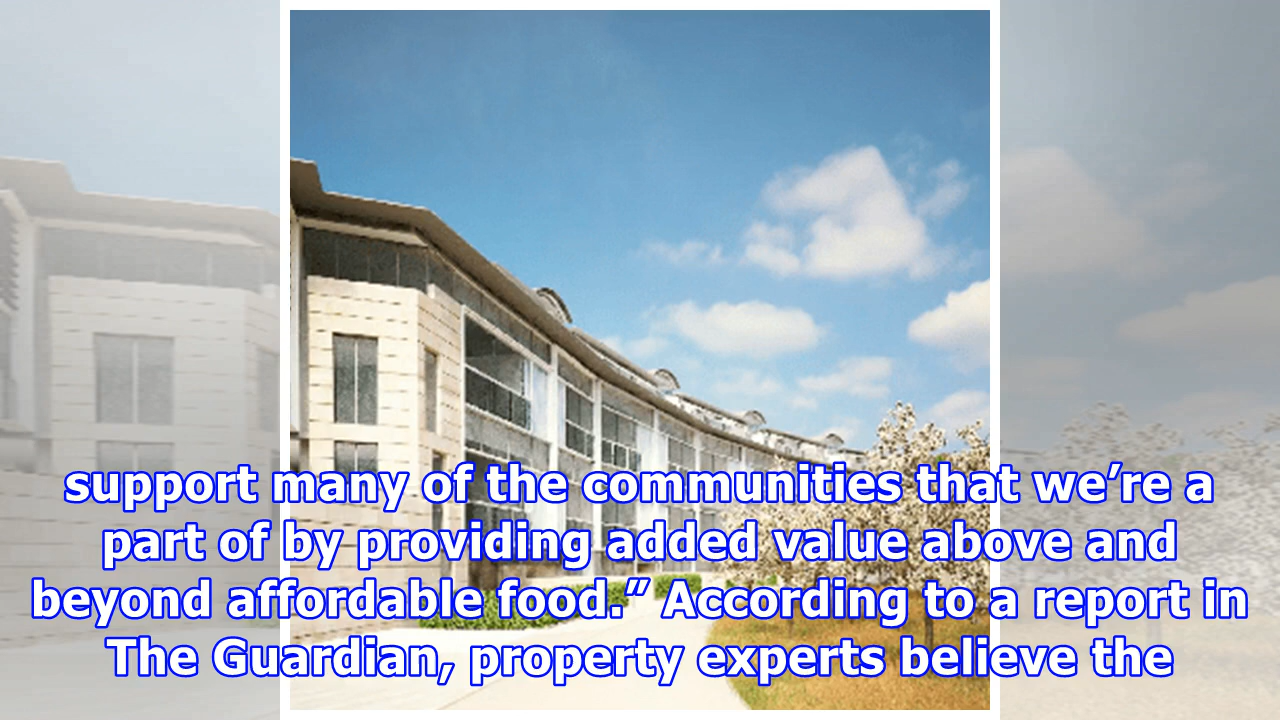 support many of the communities that we’re a
part of by providing added value above and
beyond affordable food.” According to a report in
The Guardian, property experts believe the